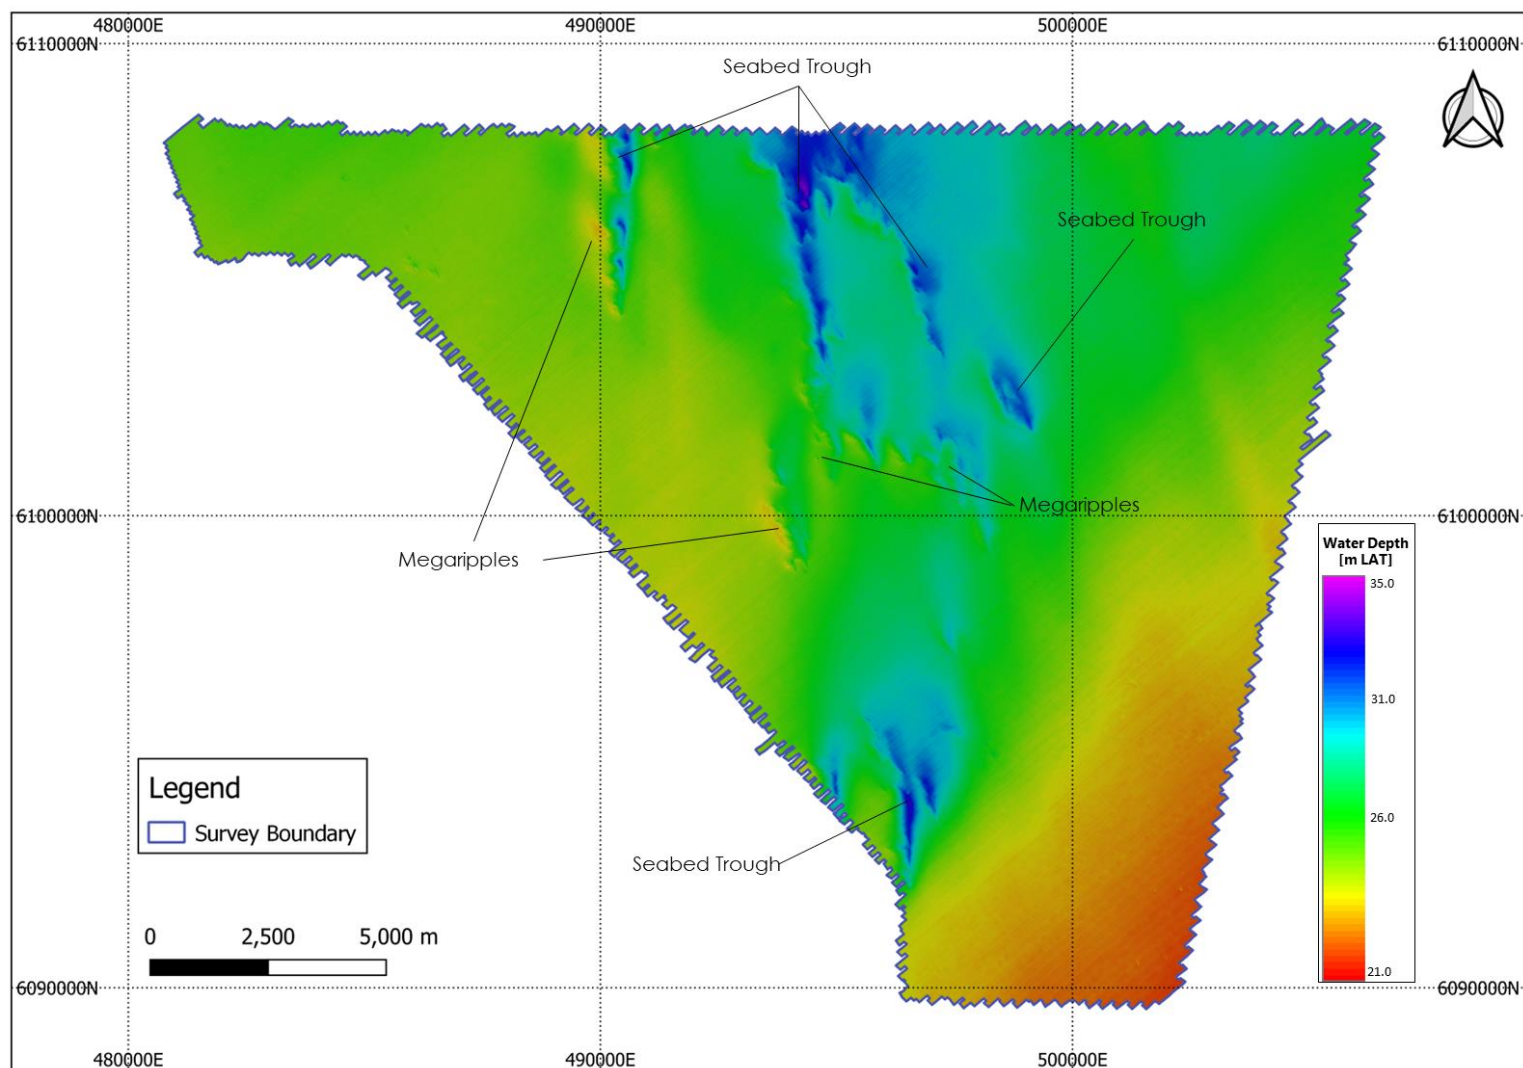 480000E
490000E
500000E
6110000N
6110000N
Seabed Trough
Seabed Trough
Megaripples
6100000N
6100000N
Megaripples
Water Depth
[m LAT]
35.0
31.0
26.0
21.0
Legend
Survey Boundary
Seabed Trough
0
2,500
5,000 m
6090000N
6090000N
480000E
490000E
500000E